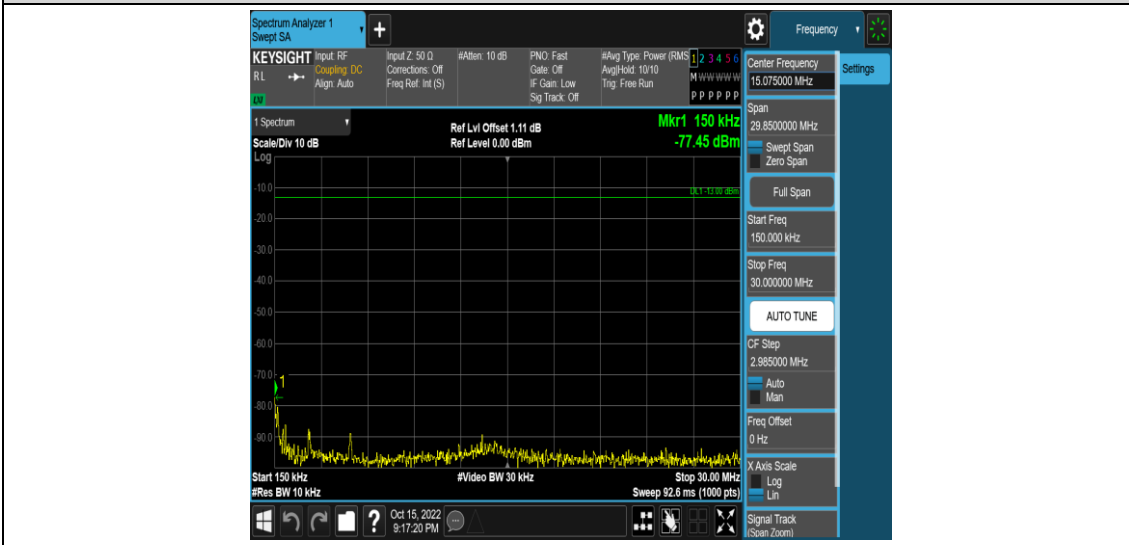 Spectrum Analyzer 1
Swept SA
+
Frequency
KEYSIGHT
RL
LXI
Input: RF
Coupling: DC
Align: Auto
Input Z: 50 Ω
Corrections: Off
Freq Ref: Int (S)
#Atten: 10 dB
PNO: Fast
Gate: Off
IF Gain: Low
Sig Track: Off
#Avg Type: Power (RMS
Avg|Hold: 10/10
Trig: Free Run
1 2 3 4 5 6
M W W W W W
P P P P P P
1 Spectrum
Scale/Div 10 dB
Log
Ref Lvl Offset 1.11 dB
Ref Level 0.00 dBm
Mkr1 150 kHz
-77.45 dBm
DL1 -13.00 dBm
-10.0
-20.0
-30.0
-40.0
-50.0
-60.0
-70.0
1
-80.0
-90.0
Start 150 kHz
#Res BW 10 kHz
#Video BW 30 kHz
Stop 30.00 MHz
Sweep 92.6 ms (1000 pts)
?
Oct 15, 2022
9:17:20 PM
Center Frequency
15.075000 MHz
Settings
Span
29.8500000 MHz
Swept Span
Zero Span
Full Span
Start Freq
150.000 kHz
Stop Freq
30.000000 MHz
AUTO TUNE
CF Step
2.985000 MHz
Auto
Man
Freq Offset
0 Hz
X Axis Scale
Log
Lin
Signal Track
(Span Zoom)